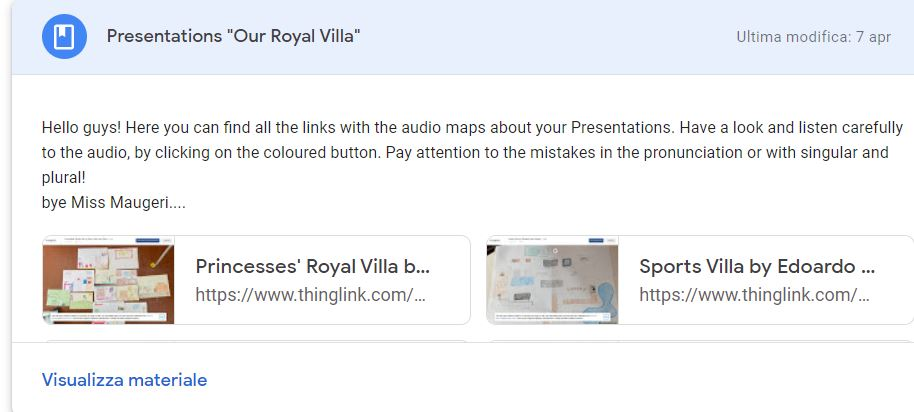 Presentations "Our Royal Villa"
Ultima modifica: 7 apr
Hello guys! Here you can find all the links with the audio maps about your Presentations. Have a look and listen carefully
to the audio, by clicking on the coloured button. Pay attention to the mistakes in the pronunciation or with singular and
plural!
bye Miss Maugeri....
Princesses' Royal Villa b...
https://www.thinglink.com/...
Sports Villa by Edoardo ...
https://www.thinglink.com/...
Visualizza materiale